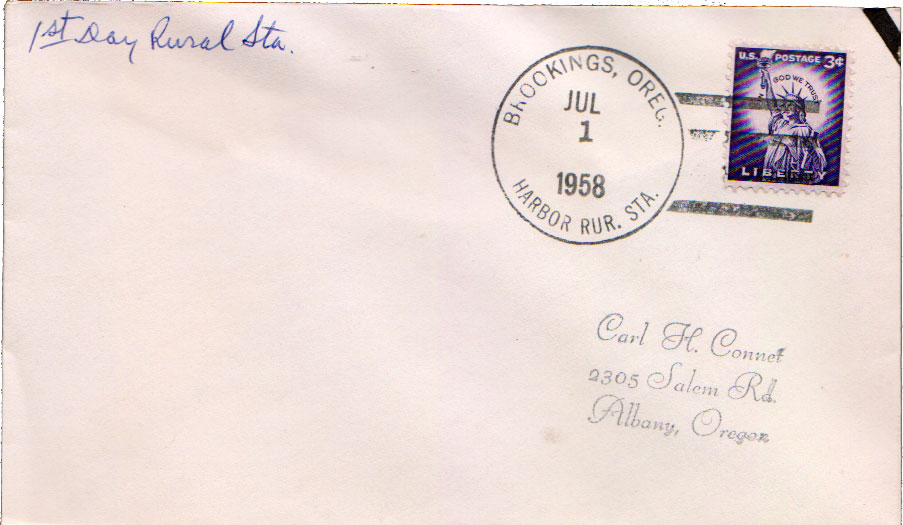 1st Day Rural Sta.
BROOKINGS, OREG.
JUL
1
1958
HARBOR RUR. STA.
U.S. POSTAGE 3¢
IN GOD WE TRUST
LIBERTY
Carl H. Connet
2305 Salem Rd.
Albany, Oregon